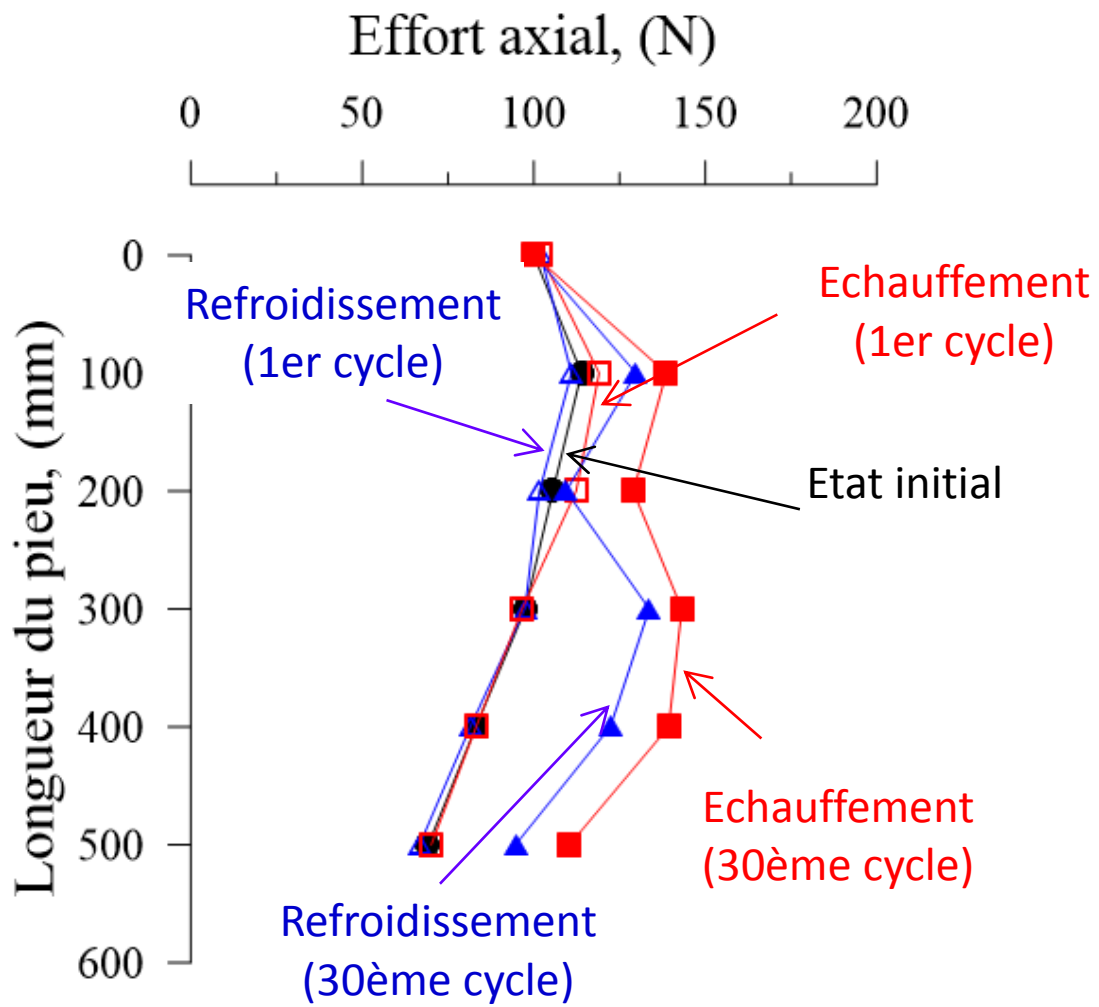 Effort axial, (N)
0 50 100 150 200
Longueur du pieu, (mm)
0
100
200
300
400
500
600
Refroidissement
(1er cycle)
Echauffement
(1er cycle)
Etat initial
Echauffement
(30ème cycle)
Refroidissement
(30ème cycle)